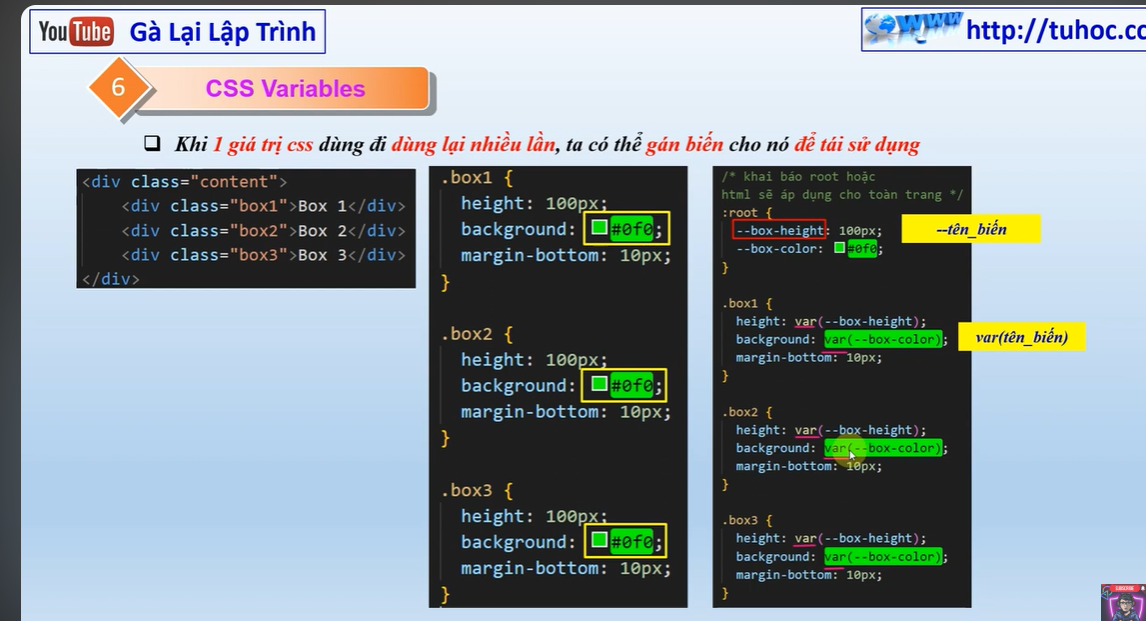 YouTube Gà Lại Lập Trình
WWW http://tuhoc.cc
6 CSS Variables
Khi 1 giá trị css dùng đi dùng lại nhiều lần, ta có thể gán biến cho nó để tái sử dụng
<div class="content">
<div class="box1">Box 1</div>
<div class="box2">Box 2</div>
<div class="box3">Box 3</div>
</div>
.box1 {
height: 100px;
background: #0f0;
margin-bottom: 10px;
}
.box2 {
height: 100px;
background: #0f0;
margin-bottom: 10px;
}
.box3 {
height: 100px;
background: #0f0;
margin-bottom: 10px;
}
/* khai báo root hoặc
html sẽ áp dụng cho toàn trang */
:root {
--box-height: 100px;
--box-color: #0f0;
}
--tên_biến
.box1 {
height: var(--box-height);
background: var(--box-color);
margin-bottom: 10px;
}
var(tên_biến)
.box2 {
height: var(--box-height);
background: var(--box-color);
margin-bottom: 10px;
}
.box3 {
height: var(--box-height);
background: var(--box-color);
margin-bottom: 10px;
}